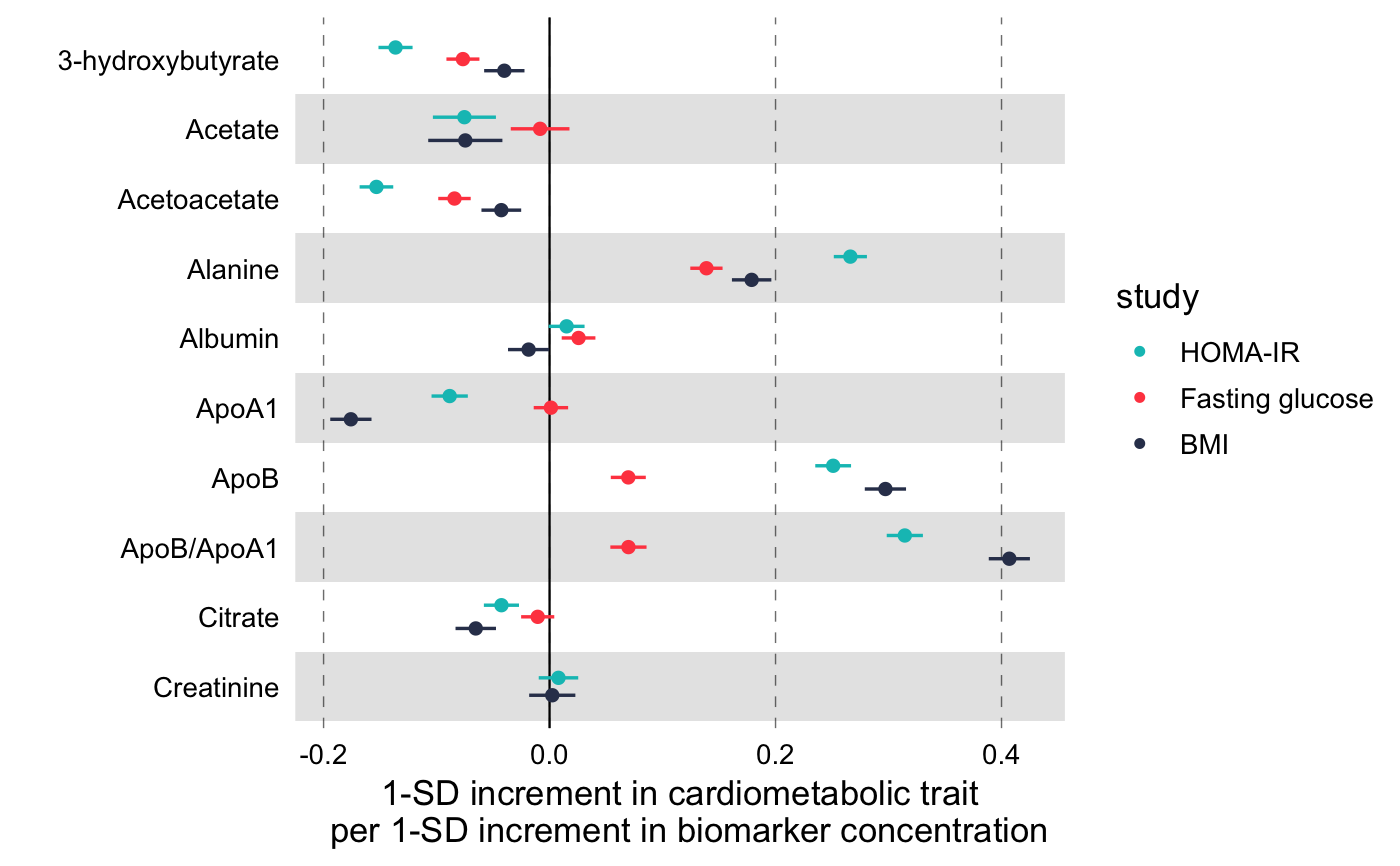 3-hydroxybutyrate
Acetate
Acetoacetate
Alanine
Albumin
ApoA1
ApoB
ApoB/ApoA1
Citrate
Creatinine
-0.2 0.0 0.2 0.4
1-SD increment in cardiometabolic trait
per 1-SD increment in biomarker concentration
study
HOMA-IR
Fasting glucose
BMI